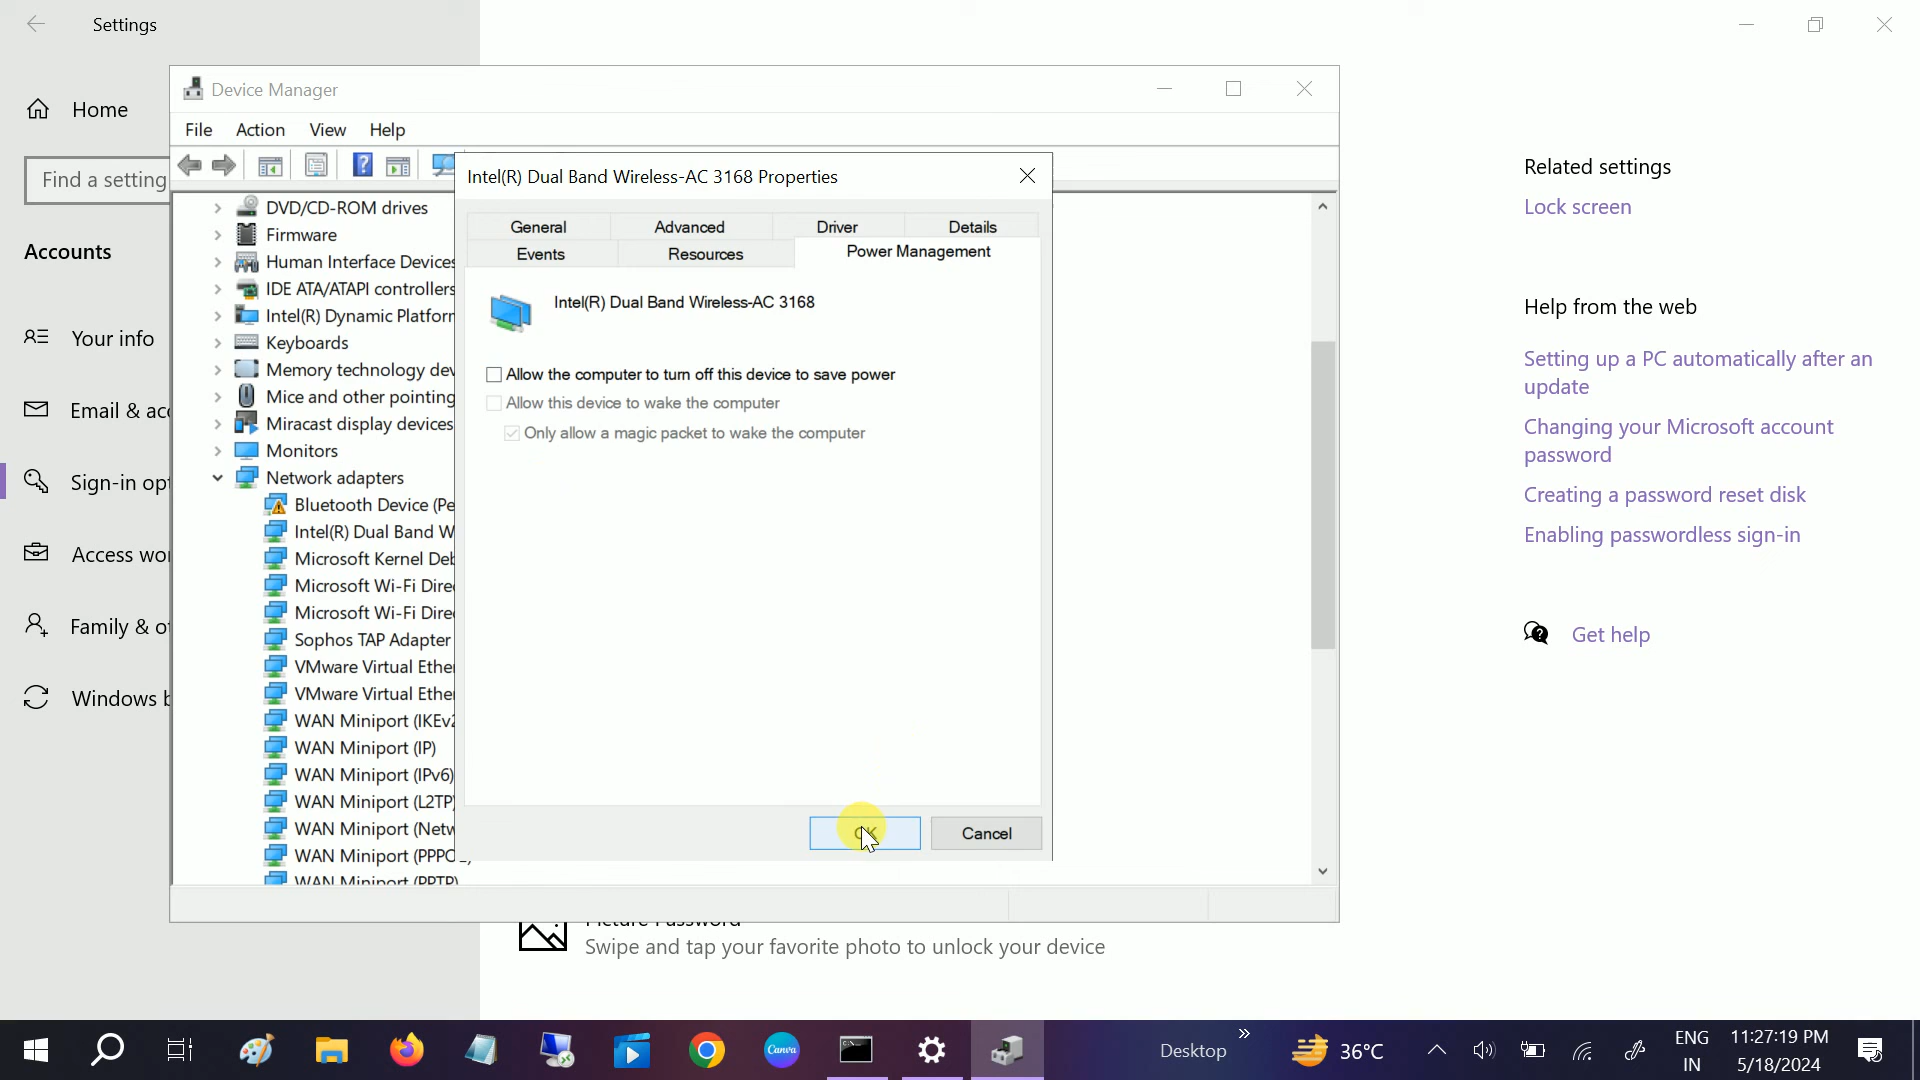 Settings
Home
Find a setting
Accounts
Your info
Email & acc
Sign-in opt
Access wor
Family & ot
Windows b
Device Manager
File Action View Help
DVD/CD-ROM drives
Firmware
Human Interface Devices
IDE ATA/ATAPI controllers
Intel(R) Dynamic Platform
Keyboards
Memory technology dev
Mice and other pointing
Miracast display devices
Monitors
Network adapters
Bluetooth Device (Pe
Intel(R) Dual Band W
Microsoft Kernel Deb
Microsoft Wi-Fi Dire
Microsoft Wi-Fi Dire
Sophos TAP Adapter
VMware Virtual Ether
VMware Virtual Ether
WAN Miniport (IKEv2
WAN Miniport (IP)
WAN Miniport (IPv6)
WAN Miniport (L2TP)
WAN Miniport (Netw
WAN Miniport (PPPOE)
WAN Miniport (PPTP)
Intel(R) Dual Band Wireless-AC 3168 Properties
General Advanced Driver Details
Events Resources Power Management
Intel(R) Dual Band Wireless-AC 3168
Allow the computer to turn off this device to save power
Allow this device to wake the computer
Only allow a magic packet to wake the computer
OK Cancel
Picture Password
Swipe and tap your favorite photo to unlock your device
Related settings
Lock screen
Help from the web
Setting up a PC automatically after an
update
Changing your Microsoft account
password
Creating a password reset disk
Enabling passwordless sign-in
Get help
Canva
Desktop
36°C
ENG
IN
11:27:19 PM
5/18/2024